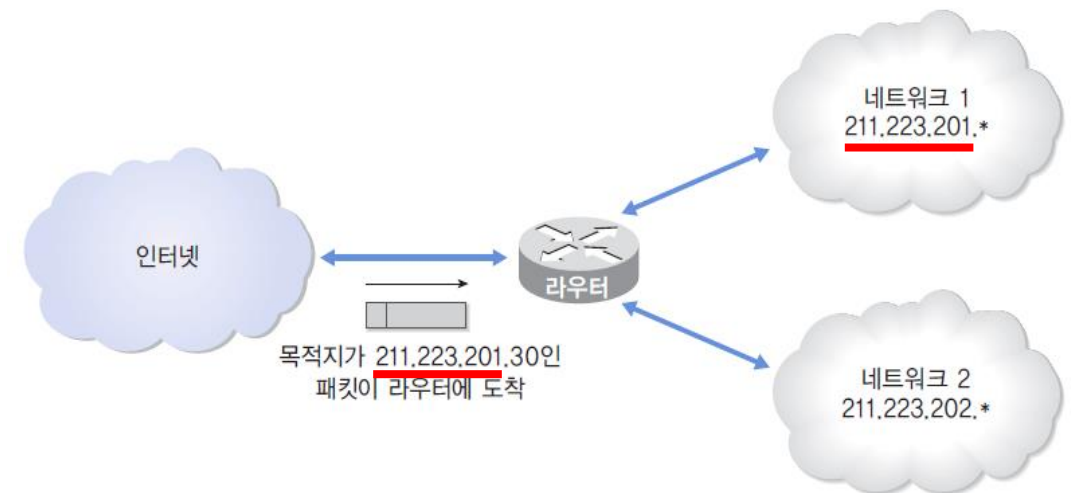 네트워크 1
211.223.201.*
인터넷
라우터
목적지가 211.223.201.30인
패킷이 라우터에 도착
네트워크 2
211.223.202.*